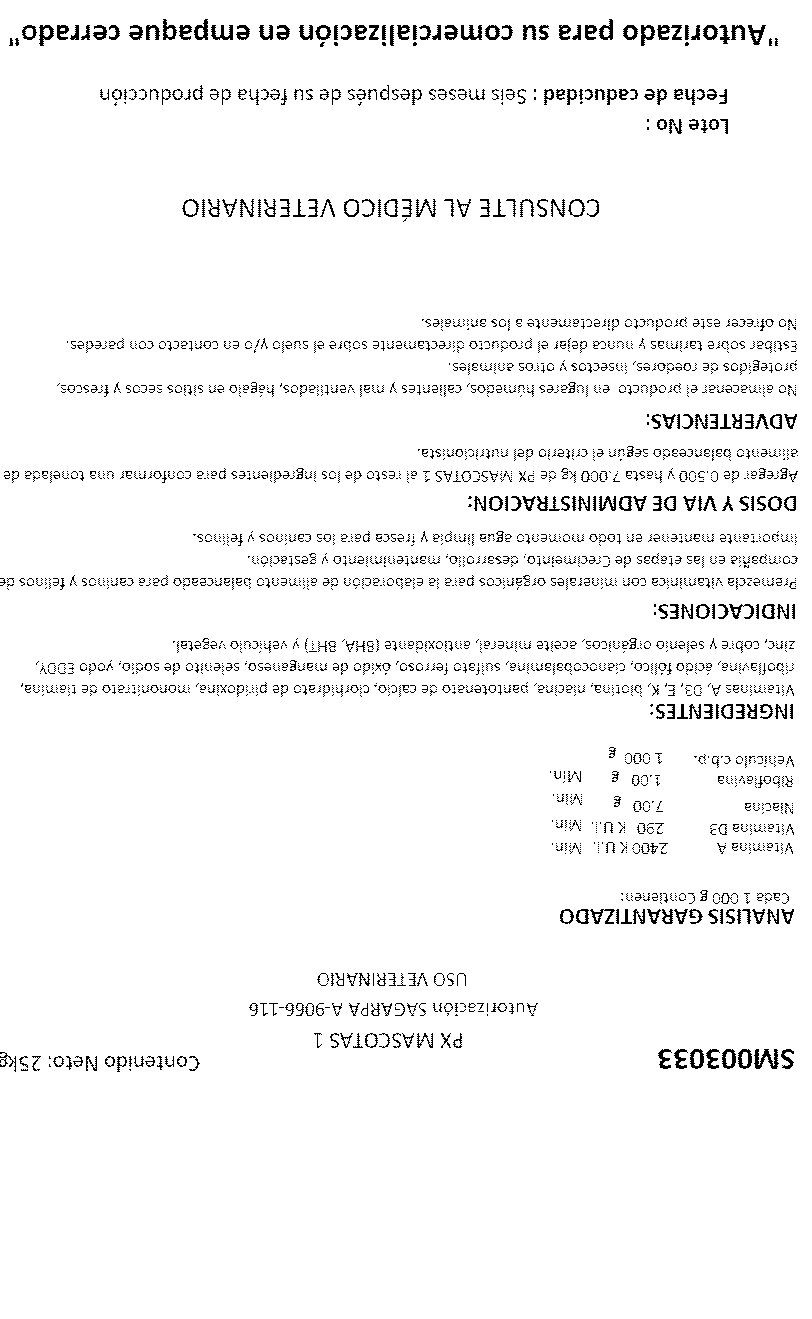 SM003033
Contenido Neto: 25kg
PX MASCOTAS 1
Autorización SAGARPA A-9066-116
USO VETERINARIO
ANALISIS GARANTIZADO
Cada 1 000 g Contienen:
Vitamina A 2400 K U.I. Min.
Vitamina D3 290 K U.I. Min.
Niacina 7.00 g Min.
Riboflavina 1.00 g Min.
Vehiculo c.b.p. 1 000 g
INGREDIENTES:
Vitaminas A, D3, E, K, biotina, niacina, pantotenato de calcio, clorhidrato de piridoxina, mononitrato de tiamina,
riboflavina, ácido fólico, cianocobalamina, sulfato ferroso, óxido de manganeso, selenito de sodio, yodo EDDY,
zinc, cobre y selenio orgánicos, aceite mineral, antioxidante (BHA, BHT) y vehículo vegetal.
INDICACIONES:
Premezcla vitaminica con minerales orgánicos para la elaboración de alimento balanceado para caninos y felinos de
compañia en las etapas de Crecimeinto, desarrollo, mantenimiento y gestación.
Importante mantener en todo momento agua limpia y fresca para los caninos y felinos.
DOSIS Y VIA DE ADMINISTRACION:
Agregar de 0.500 y hasta 7.000 kg de PX MASCOTAS 1 al resto de los ingredientes para conformar una tonelada de
alimento balanceado según el criterio del nutricionista.
ADVERTENCIAS:
No almacenar el producto en lugares húmedos, calientes y mal ventilados, hágalo en sitios secos y frescos,
protegidos de roedores, insectos y otros animales.
Estibar sobre tarimas y nunca dejar el producto directamente sobre el suelo y/o en contacto con paredes.
No ofrecer este producto directamente a los animales.
CONSULTE AL MÉDICO VETERINARIO
Lote No :
Fecha de caducidad : Seis meses después de su fecha de producción
"Autorizado para su comercialización en empaque cerrado"